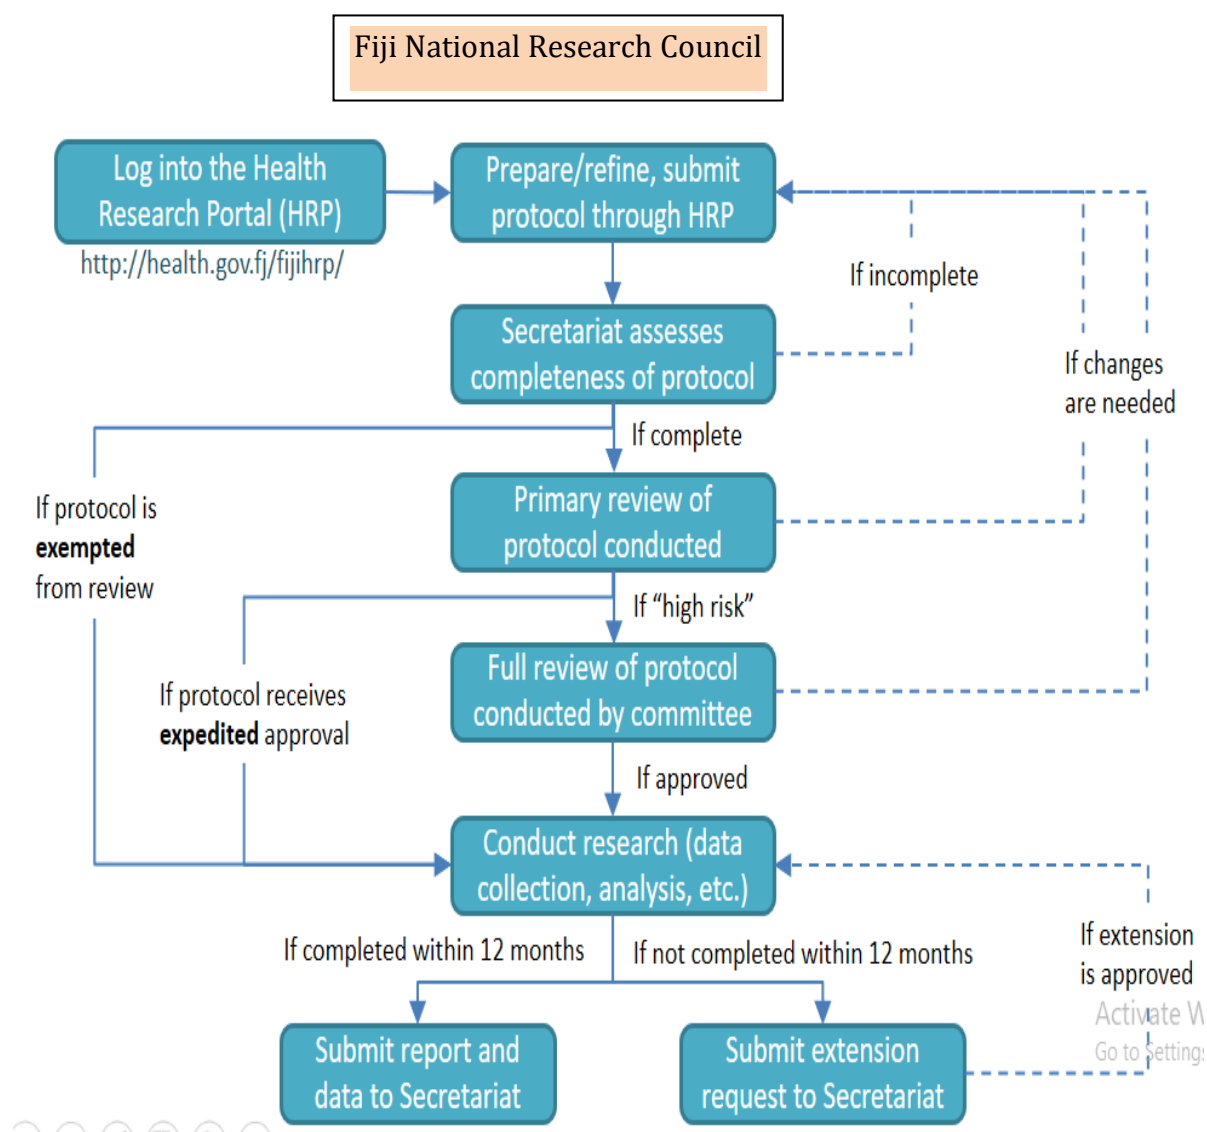 Fiji National Research Council
Log into the Health
Research Portal (HRP)
http://health.gov.fj/fijihrp/
Prepare/refine, submit
protocol through HRP
If incomplete
Secretariat assesses
completeness of protocol
If changes
are needed
If complete
If protocol is
exempted
from review
Primary review of
protocol conducted
If “high risk”
If protocol receives
expedited approval
Full review of protocol
conducted by committee
If approved
Conduct research (data
collection, analysis, etc.)
If completed within 12 months
If not completed within 12 months
If extension
is approved
Activate W
Go to Settings
Submit report and
data to Secretariat
Submit extension
request to Secretariat